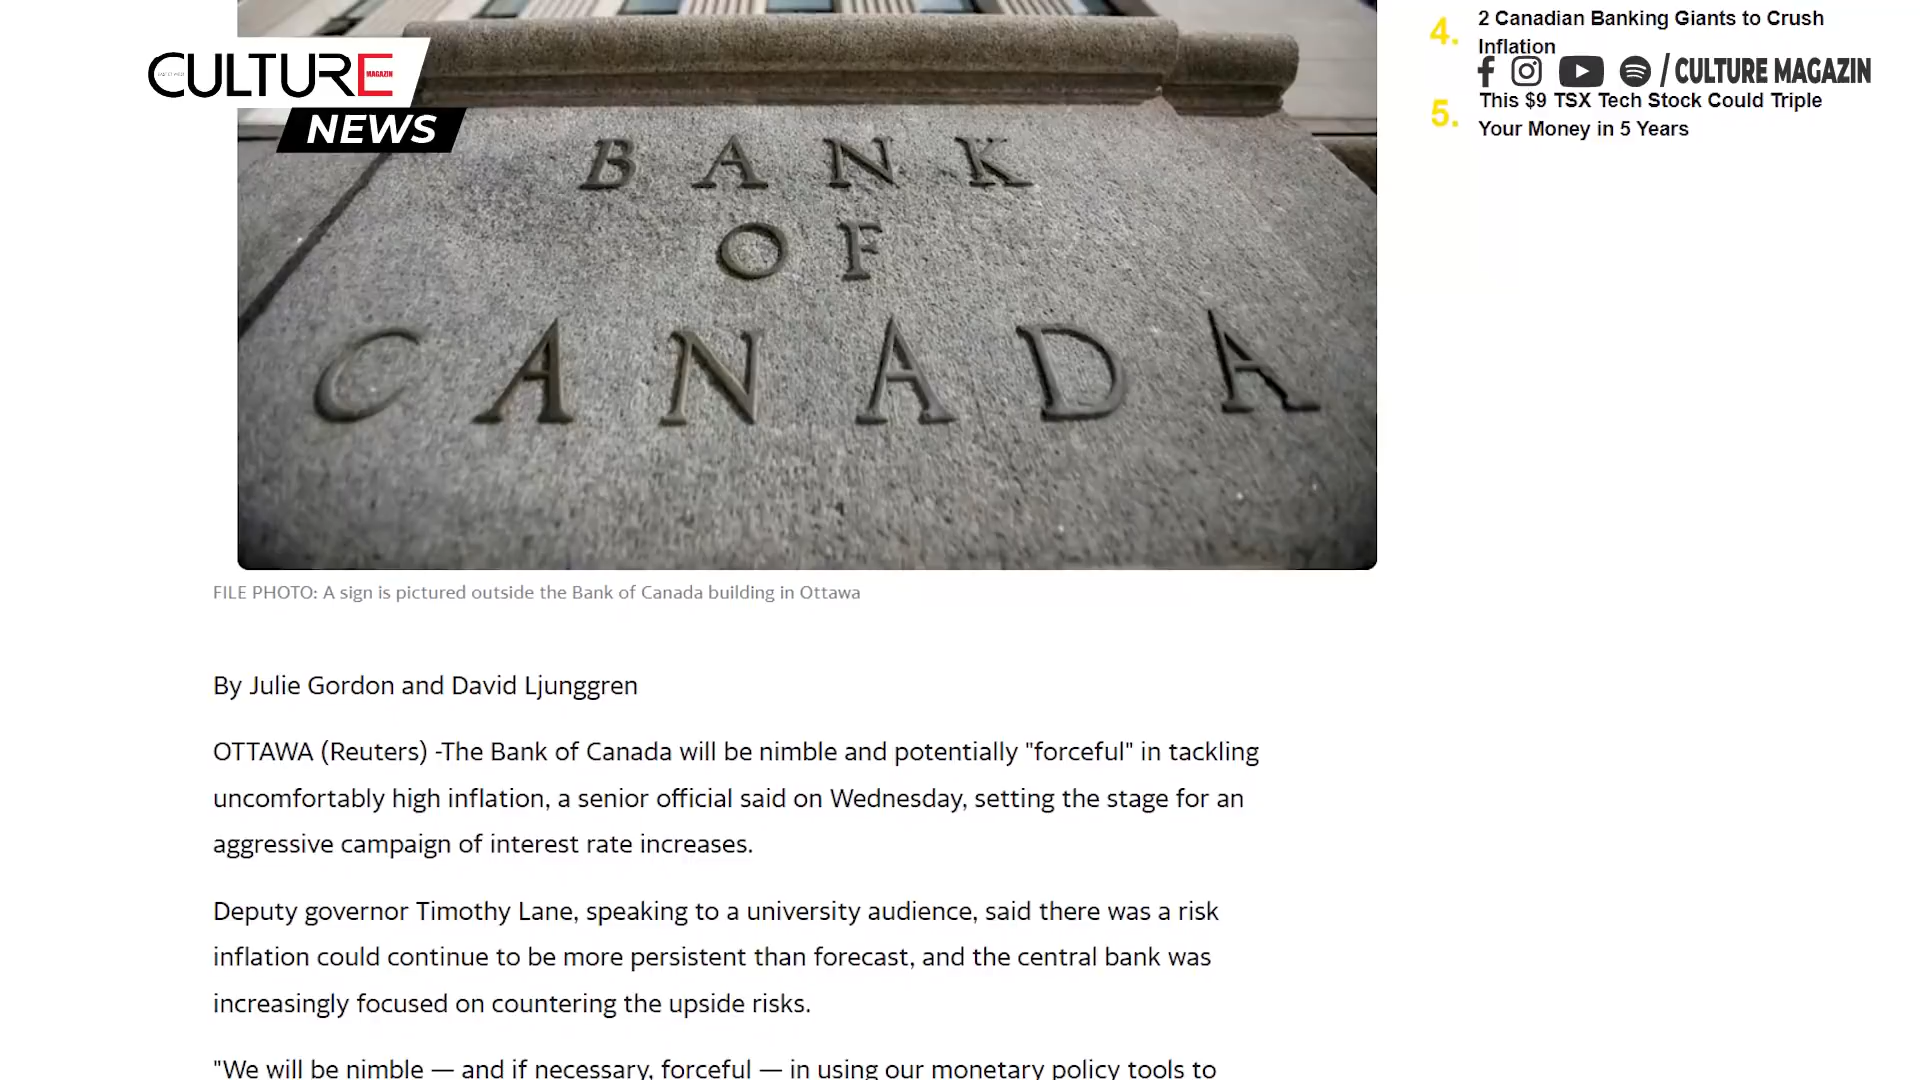 CULTURE
MAGAZIN
NEWS
4. 2 Canadian Banking Giants to Crush
Inflation
/ CULTURE MAGAZIN
5. This $9 TSX Tech Stock Could Triple
Your Money in 5 Years
BANK
OF
CANADA
FILE PHOTO: A sign is pictured outside the Bank of Canada building in Ottawa
By Julie Gordon and David Ljunggren
OTTAWA (Reuters) -The Bank of Canada will be nimble and potentially "forceful" in tackling
uncomfortably high inflation, a senior official said on Wednesday, setting the stage for an
aggressive campaign of interest rate increases.
Deputy governor Timothy Lane, speaking to a university audience, said there was a risk
inflation could continue to be more persistent than forecast, and the central bank was
increasingly focused on countering the upside risks.
"We will be nimble — and if necessary, forceful — in using our monetary policy tools to